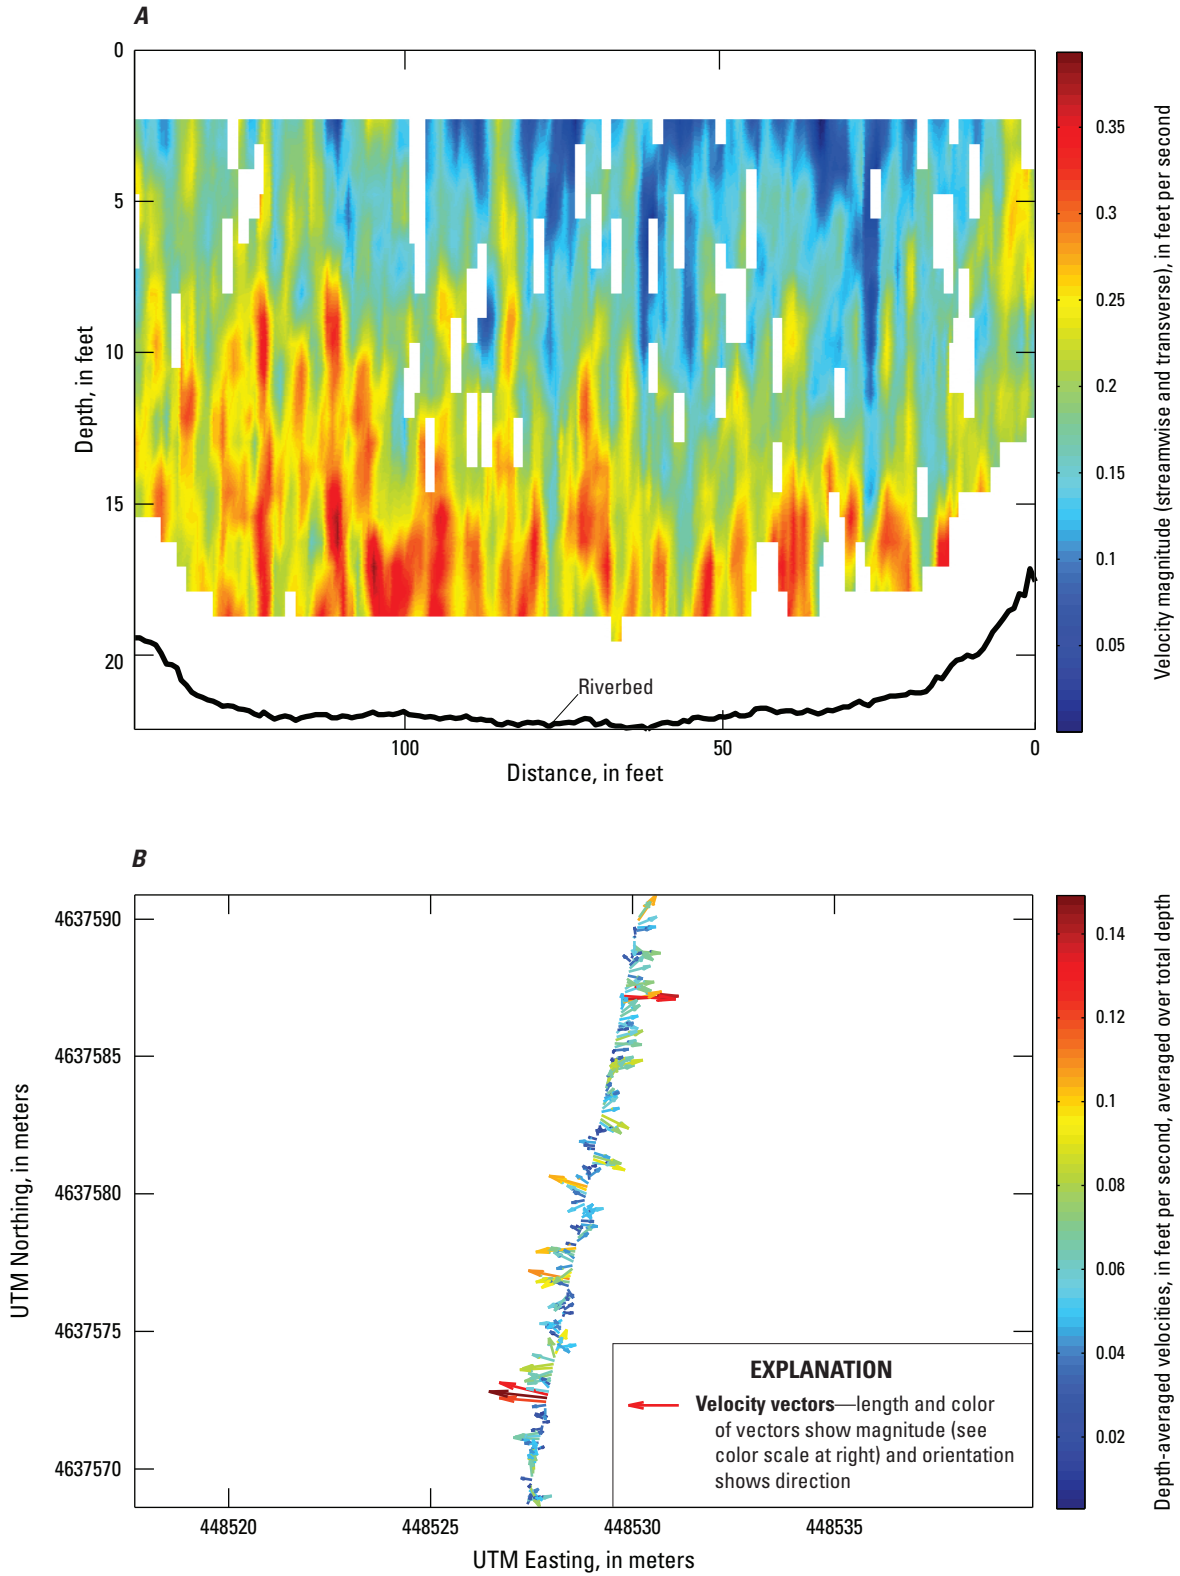 A
0
5
10
15
20
Depth, in feet
Riverbed
100
50
0
Distance, in feet
0.35
0.3
0.25
0.2
0.15
0.1
0.05
Velocity magnitude (streamwise and transverse), in feet per second
B
4637590
4637585
4637580
4637575
4637570
UTM Northing, in meters
EXPLANATION
Velocity vectors—length and color
of vectors show magnitude (see
color scale at right) and orientation
shows direction
448520
448525
448530
448535
UTM Easting, in meters
0.14
0.12
0.1
0.08
0.06
0.04
0.02
Depth-averaged velocities, in feet per second, averaged over total depth